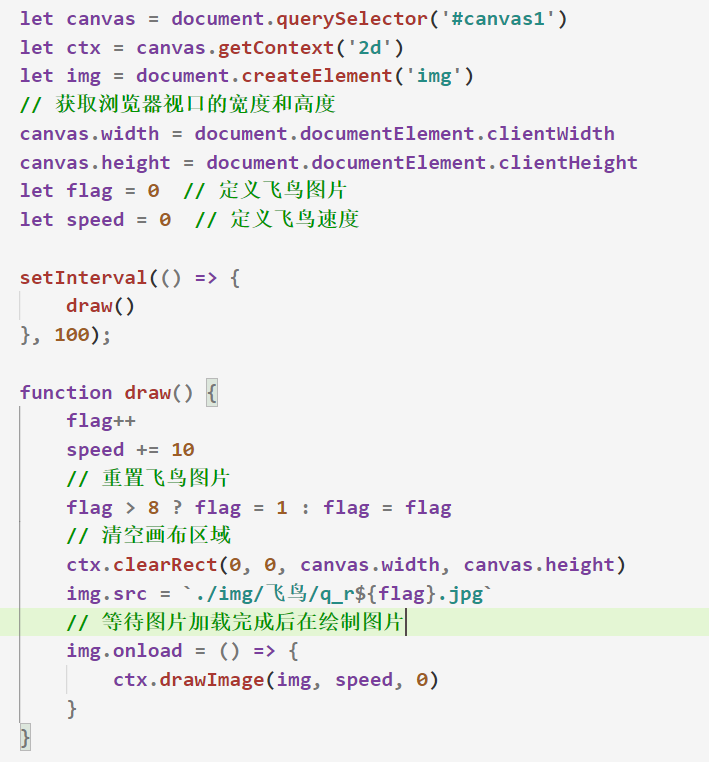 let canvas = document.querySelector('#canvas1')
let ctx = canvas.getContext('2d')
let img = document.createElement('img')
// 获取浏览器视口的宽度和高度
canvas.width = document.documentElement.clientWidth
canvas.height = document.documentElement.clientHeight
let flag = 0  // 定义飞鸟图片
let speed = 0  // 定义飞鸟速度

setInterval(() => {
    draw()
}, 100);

function draw() {
    flag++
    speed += 10
    // 重置飞鸟图片
    flag > 8 ? flag = 1 : flag = flag
    // 清空画布区域
    ctx.clearRect(0, 0, canvas.width, canvas.height)
    img.src = `./img/飞鸟/q_r${flag}.jpg`
    // 等待图片加载完成后在绘制图片
    img.onload = () => {
        ctx.drawImage(img, speed, 0)
    }
}